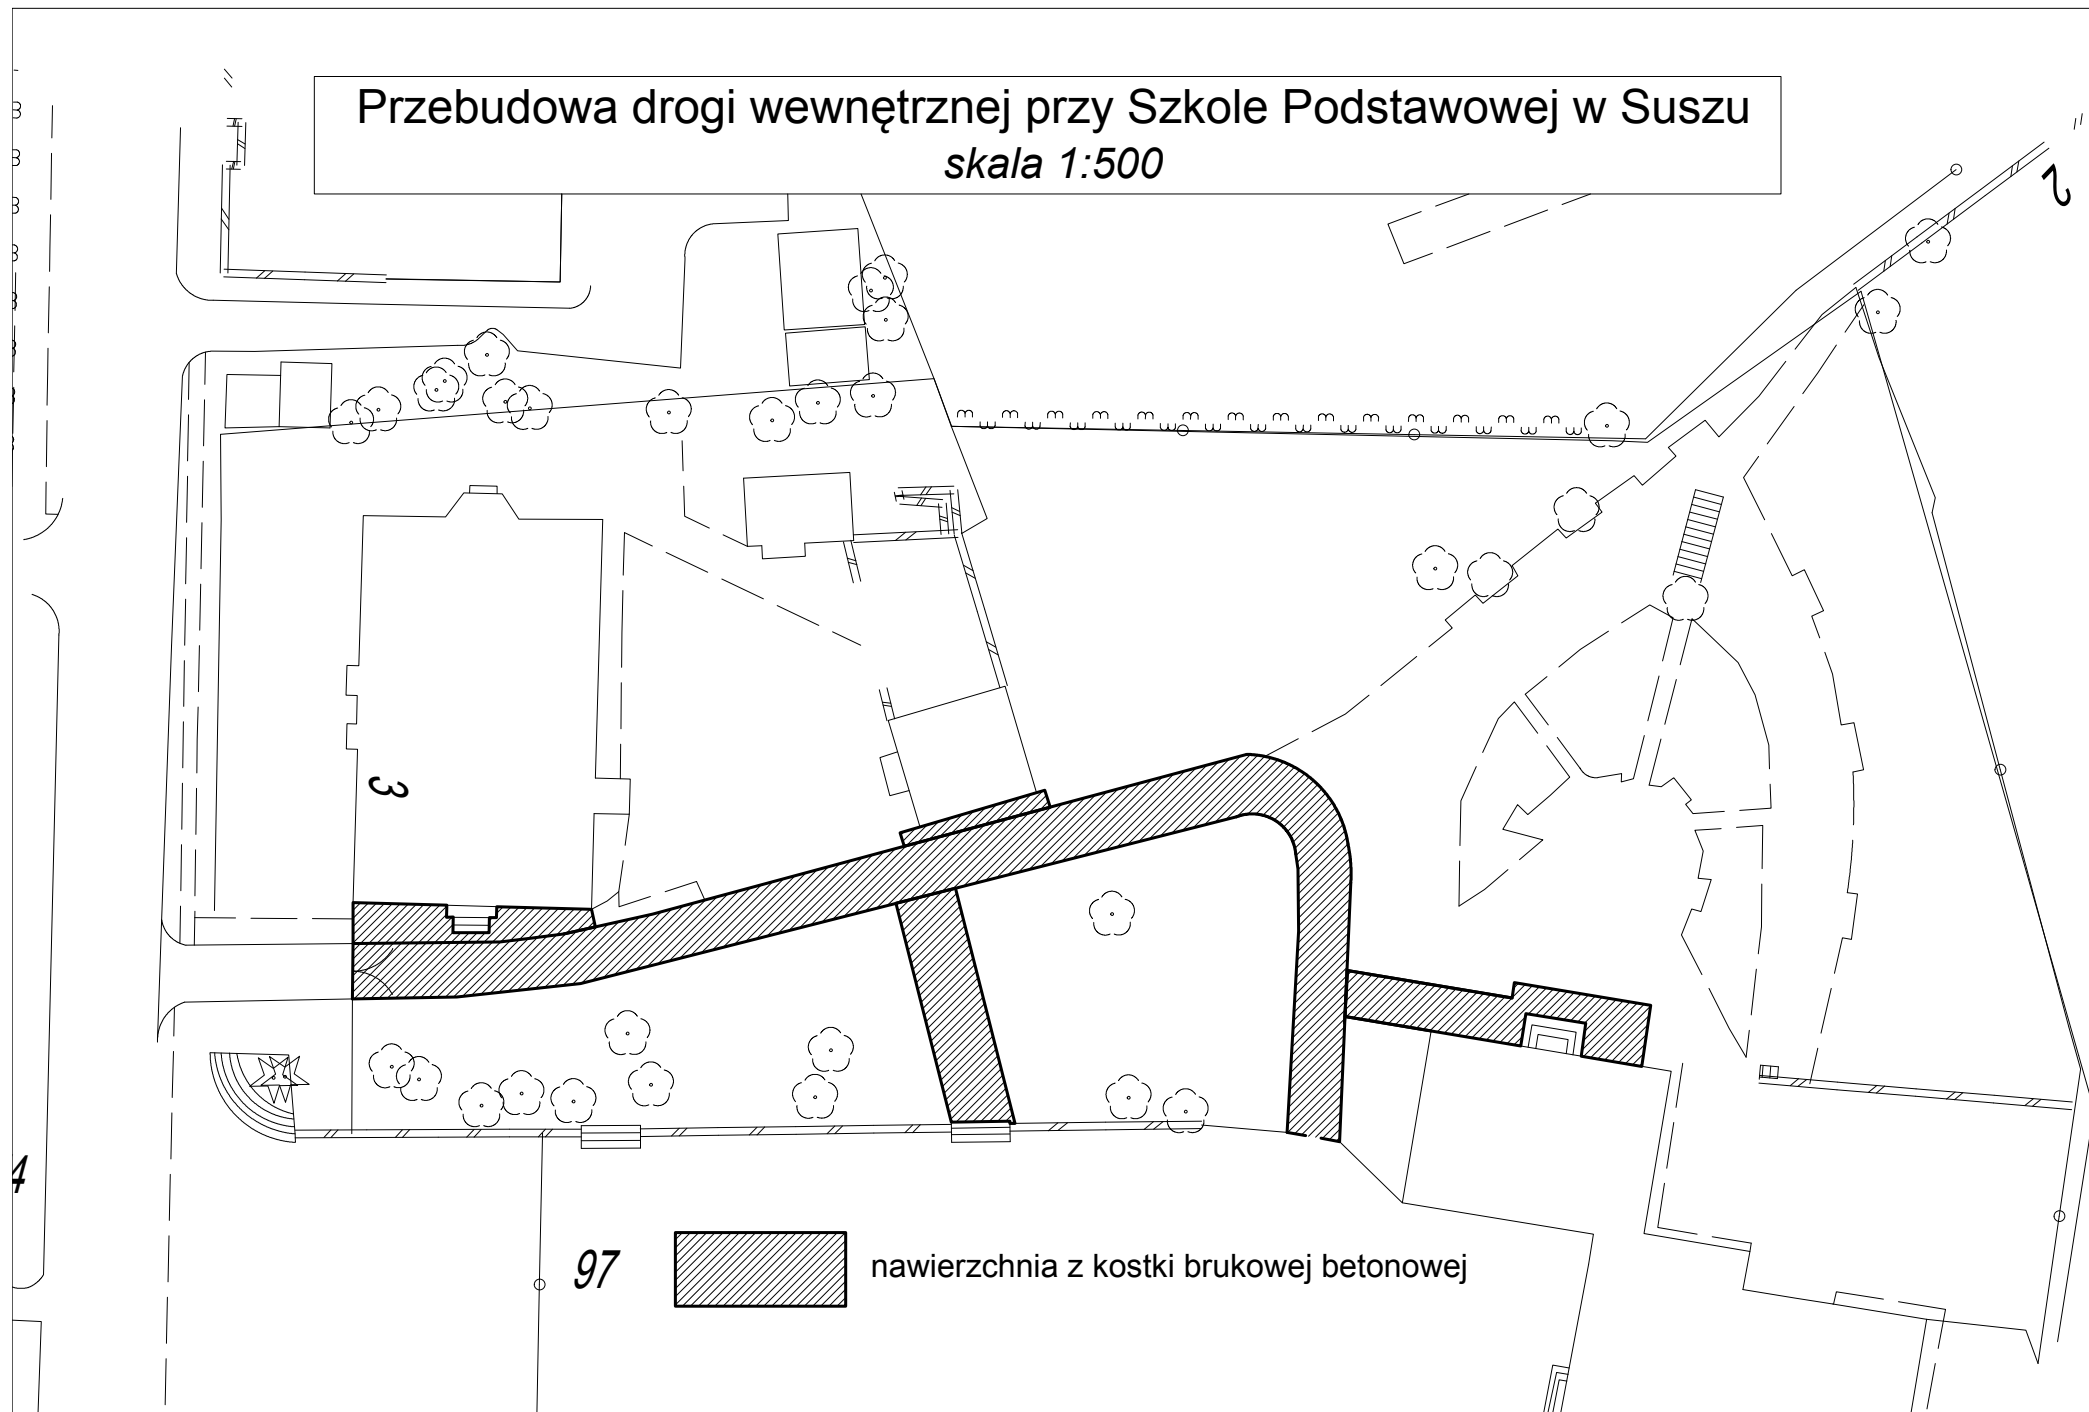 Przebudowa drogi wewnętrznej przy Szkole Podstawowej w Suszu
skala 1:500
2
3
4
97
nawierzchnia z kostki brukowej betonowej